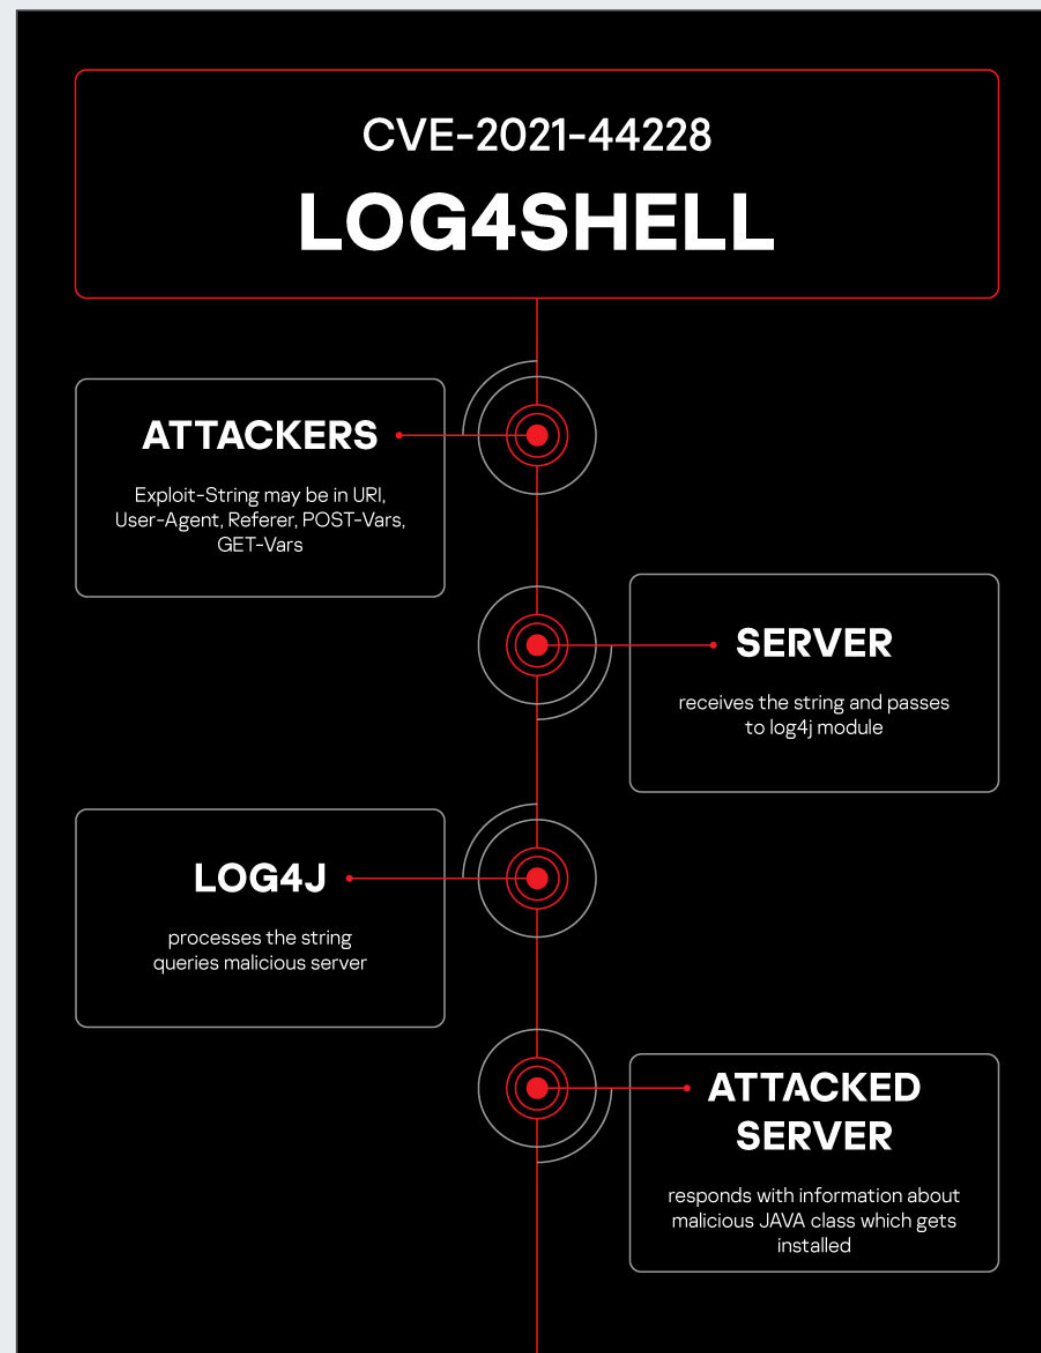 CVE-2021-44228
LOG4SHELL
ATTACKERS
Exploit-String may be in URI,
User-Agent, Referer, POST-Vars,
GET-Vars
SERVER
receives the string and passes
to log4j module
LOG4J
processes the string
queries malicious server
ATTACKED
SERVER
responds with information about
malicious JAVA class which gets
installed